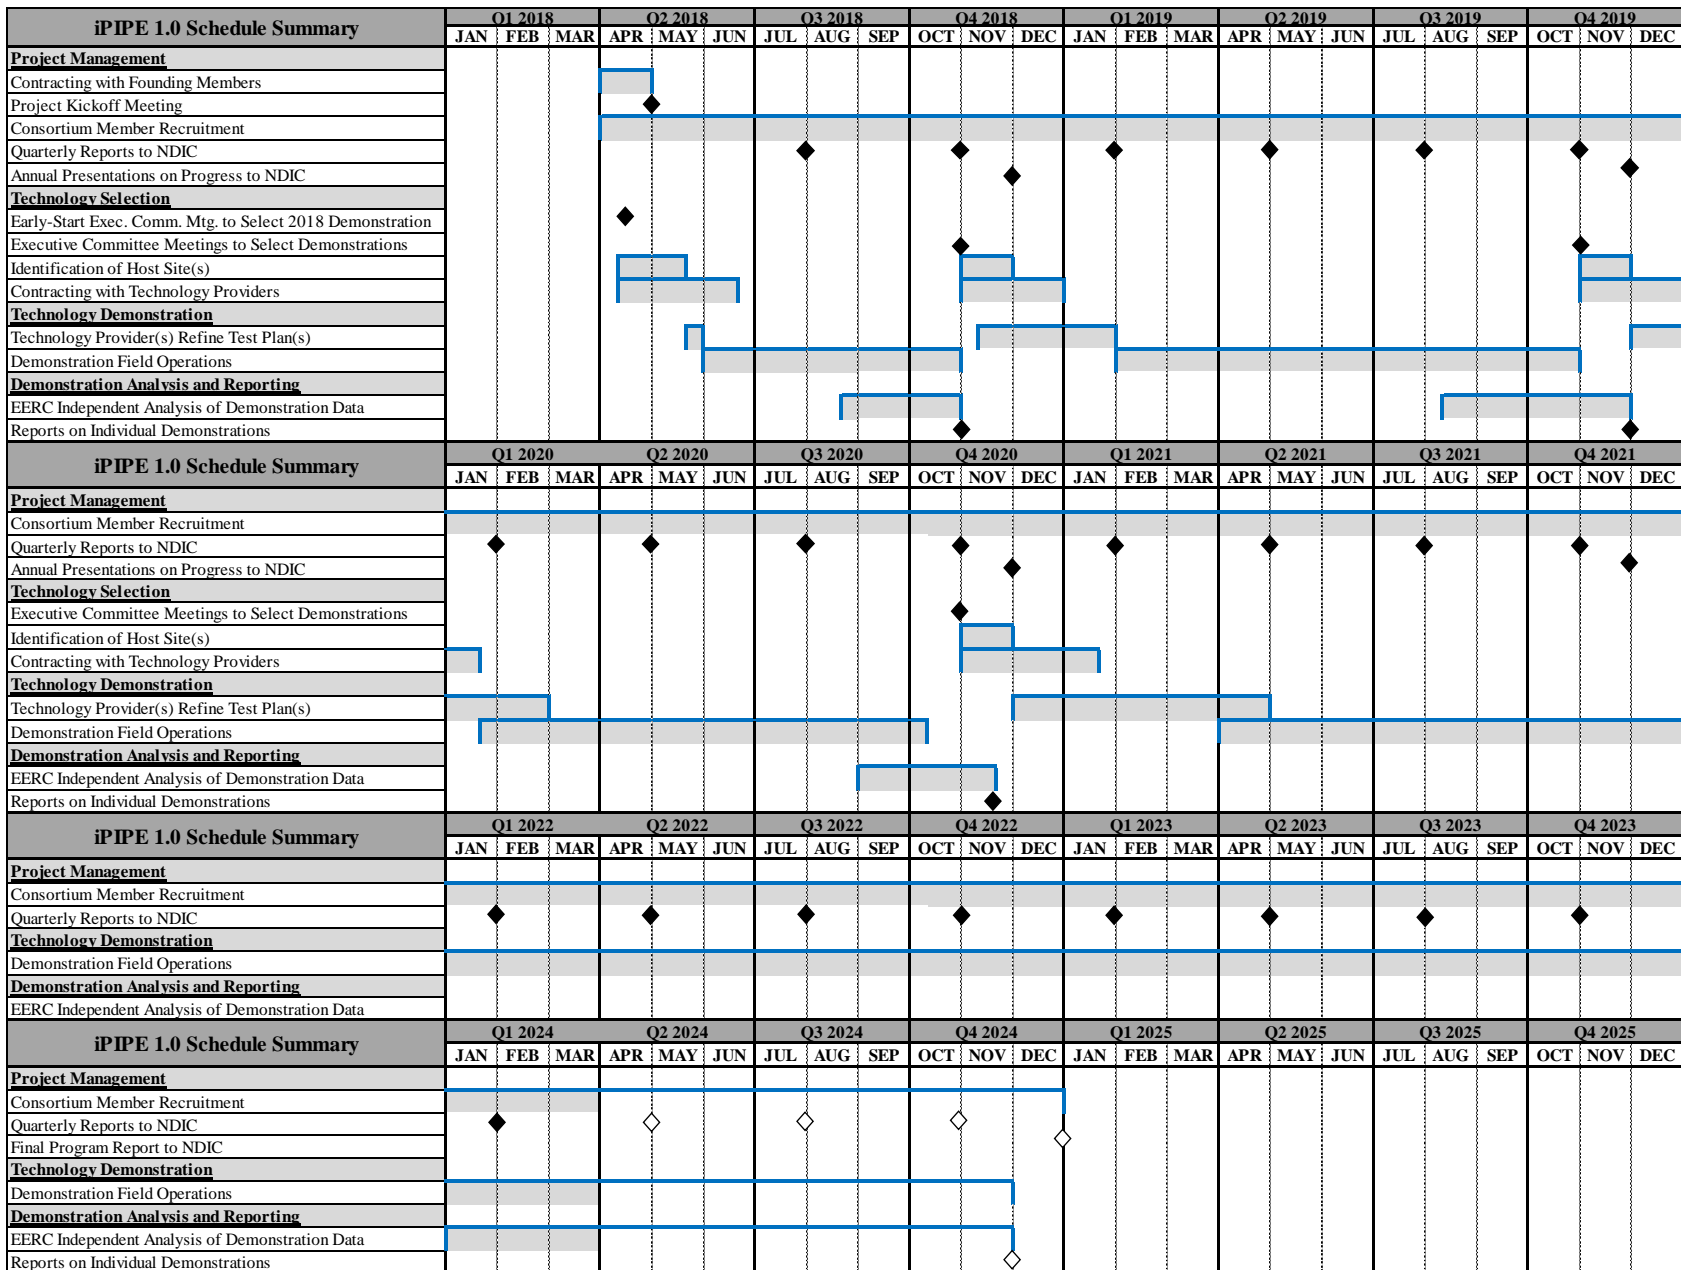 iPIPE 1.0 Schedule Summary
Q1 2018 Q2 2018 Q3 2018 Q4 2018 Q1 2019 Q2 2019 Q3 2019 Q4 2019
JAN FEB MAR APR MAY JUN JUL AUG SEP OCT NOV DEC JAN FEB MAR APR MAY JUN JUL AUG SEP OCT NOV DEC
Project Management
Contracting with Founding Members
Project Kickoff Meeting
Consortium Member Recruitment
Quarterly Reports to NDIC
Annual Presentations on Progress to NDIC
Technology Selection
Early-Start Exec. Comm. Mtg. to Select 2018 Demonstration
Executive Committee Meetings to Select Demonstrations
Identification of Host Site(s)
Contracting with Technology Providers
Technology Demonstration
Technology Provider(s) Refine Test Plan(s)
Demonstration Field Operations
Demonstration Analysis and Reporting
EERC Independent Analysis of Demonstration Data
Reports on Individual Demonstrations
iPIPE 1.0 Schedule Summary
Q1 2020 Q2 2020 Q3 2020 Q4 2020 Q1 2021 Q2 2021 Q3 2021 Q4 2021
JAN FEB MAR APR MAY JUN JUL AUG SEP OCT NOV DEC JAN FEB MAR APR MAY JUN JUL AUG SEP OCT NOV DEC
Project Management
Consortium Member Recruitment
Quarterly Reports to NDIC
Annual Presentations on Progress to NDIC
Technology Selection
Executive Committee Meetings to Select Demonstrations
Identification of Host Site(s)
Contracting with Technology Providers
Technology Demonstration
Technology Provider(s) Refine Test Plan(s)
Demonstration Field Operations
Demonstration Analysis and Reporting
EERC Independent Analysis of Demonstration Data
Reports on Individual Demonstrations
iPIPE 1.0 Schedule Summary
Q1 2022 Q2 2022 Q3 2022 Q4 2022 Q1 2023 Q2 2023 Q3 2023 Q4 2023
JAN FEB MAR APR MAY JUN JUL AUG SEP OCT NOV DEC JAN FEB MAR APR MAY JUN JUL AUG SEP OCT NOV DEC
Project Management
Consortium Member Recruitment
Quarterly Reports to NDIC
Technology Demonstration
Demonstration Field Operations
Demonstration Analysis and Reporting
EERC Independent Analysis of Demonstration Data
iPIPE 1.0 Schedule Summary
Q1 2024 Q2 2024 Q3 2024 Q4 2024 Q1 2025 Q2 2025 Q3 2025 Q4 2025
JAN FEB MAR APR MAY JUN JUL AUG SEP OCT NOV DEC JAN FEB MAR APR MAY JUN JUL AUG SEP OCT NOV DEC
Project Management
Consortium Member Recruitment
Quarterly Reports to NDIC
Final Program Report to NDIC
Technology Demonstration
Demonstration Field Operations
Demonstration Analysis and Reporting
EERC Independent Analysis of Demonstration Data
Reports on Individual Demonstrations